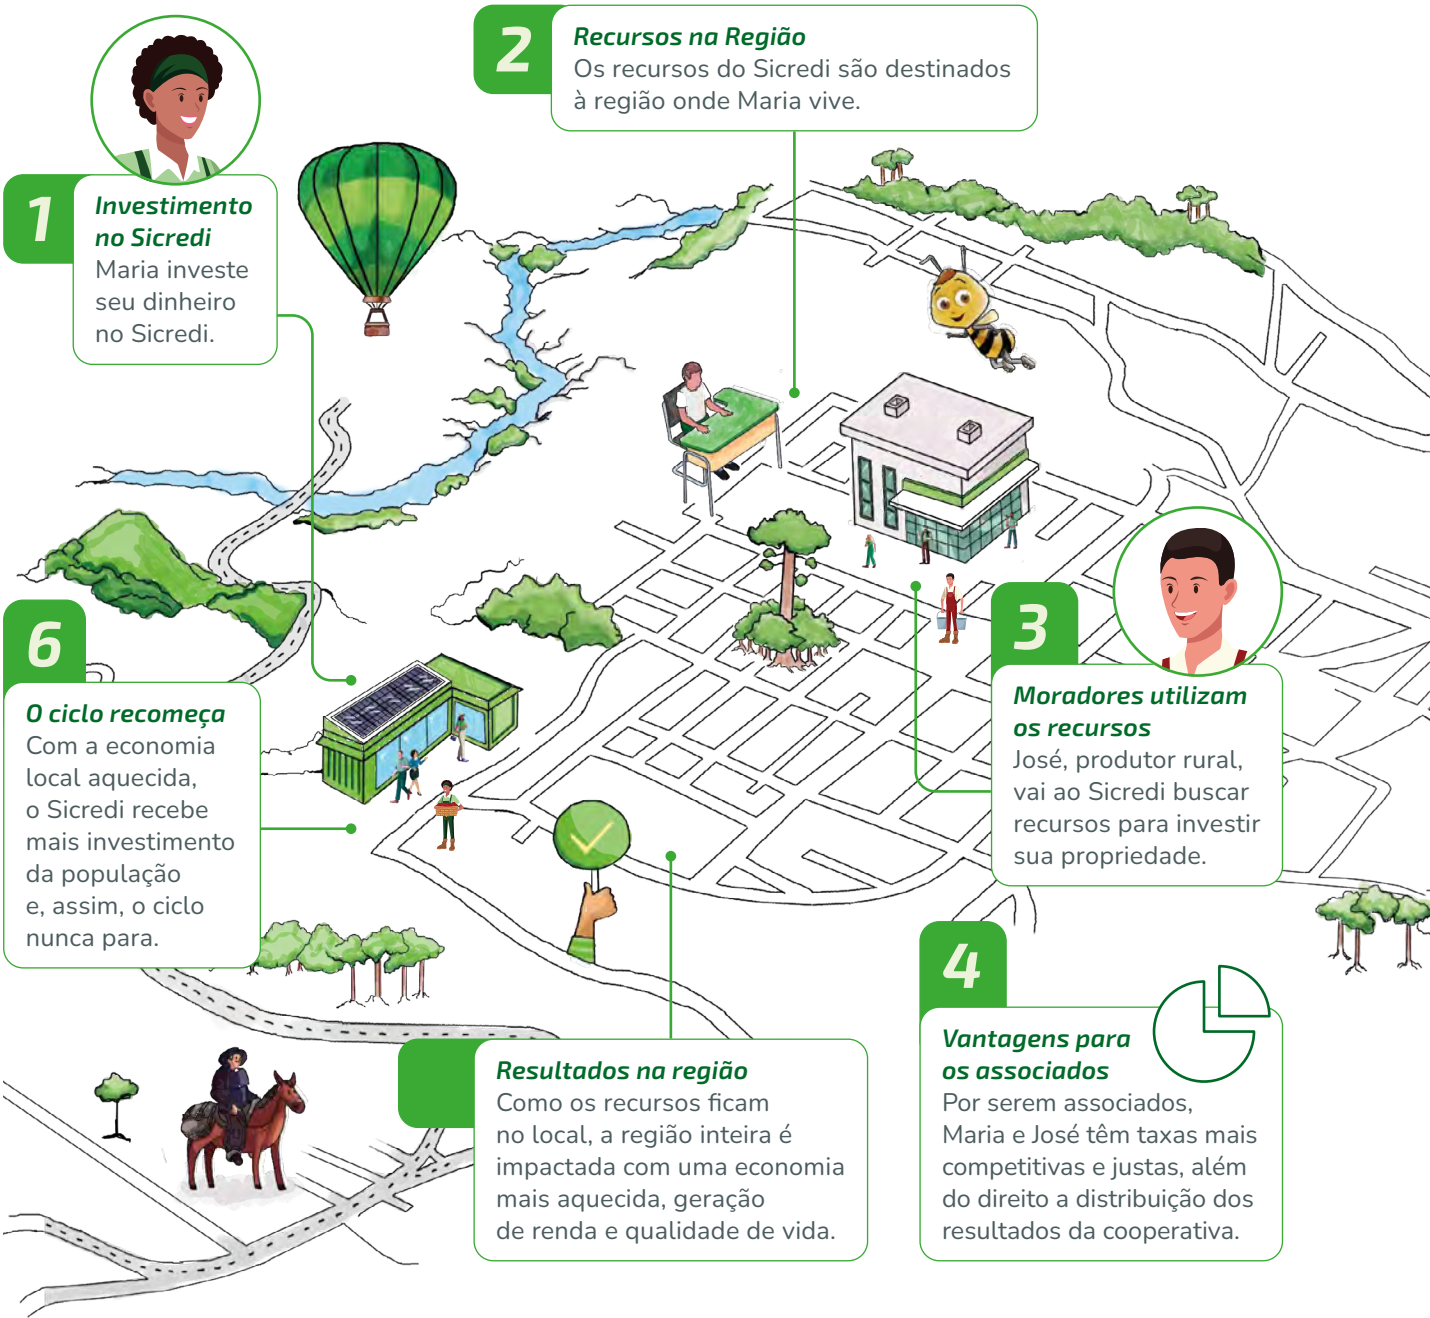 1
Investimento
no Sicredi
Maria investe
seu dinheiro
no Sicredi.
2
Recursos na Região
Os recursos do Sicredi são destinados
à região onde Maria vive.
3
Moradores utilizam
os recursos
José, produtor rural,
vai ao Sicredi buscar
recursos para investir
sua propriedade.
4
Vantagens para
os associados
Por serem associados,
Maria e José têm taxas mais
competitivas e justas, além
do direito a distribuição dos
resultados da cooperativa.
Resultados na região
Como os recursos ficam
no local, a região inteira é
impactada com uma economia
mais aquecida, geração
de renda e qualidade de vida.
6
O ciclo recomeça
Com a economia
local aquecida,
o Sicredi recebe
mais investimento
da população
e, assim, o ciclo
nunca para.